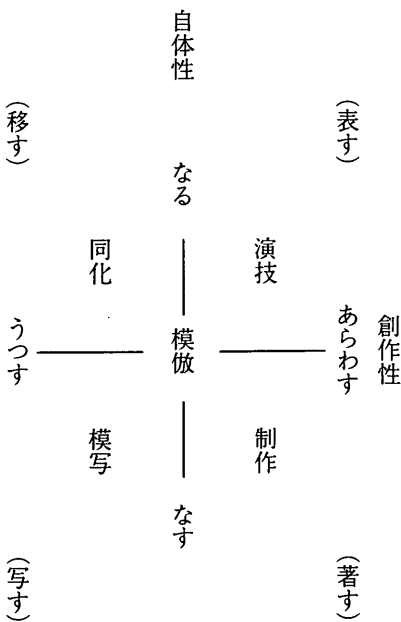 自体性
(移す)
(表す)
なる
同化
演技
創作性
うつす
模倣
あらわす
模写
制作
なす
(写す)
(著す)